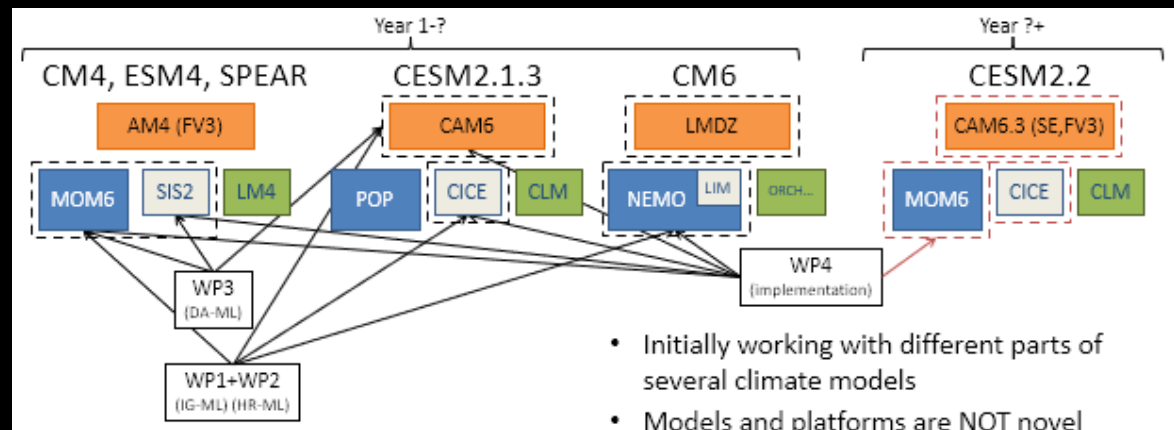 Year 1-?
Year ?+
CM4, ESM4, SPEAR
CESM2.1.3
CM6
CESM2.2
AM4 (FV3)
CAM6
LMDZ
CAM6.3 (SE,FV3)
MOM6
SIS2
LM4
POP
CICE
CLM
NEMO
LIM
ORCH...
MOM6
CICE
CLM
WP3
(DA-ML)
WP4
(implementation)
WP1+WP2
(IG-ML) (HR-ML)
• Initially working with different parts of
several climate models
• Models and platforms are NOT novel